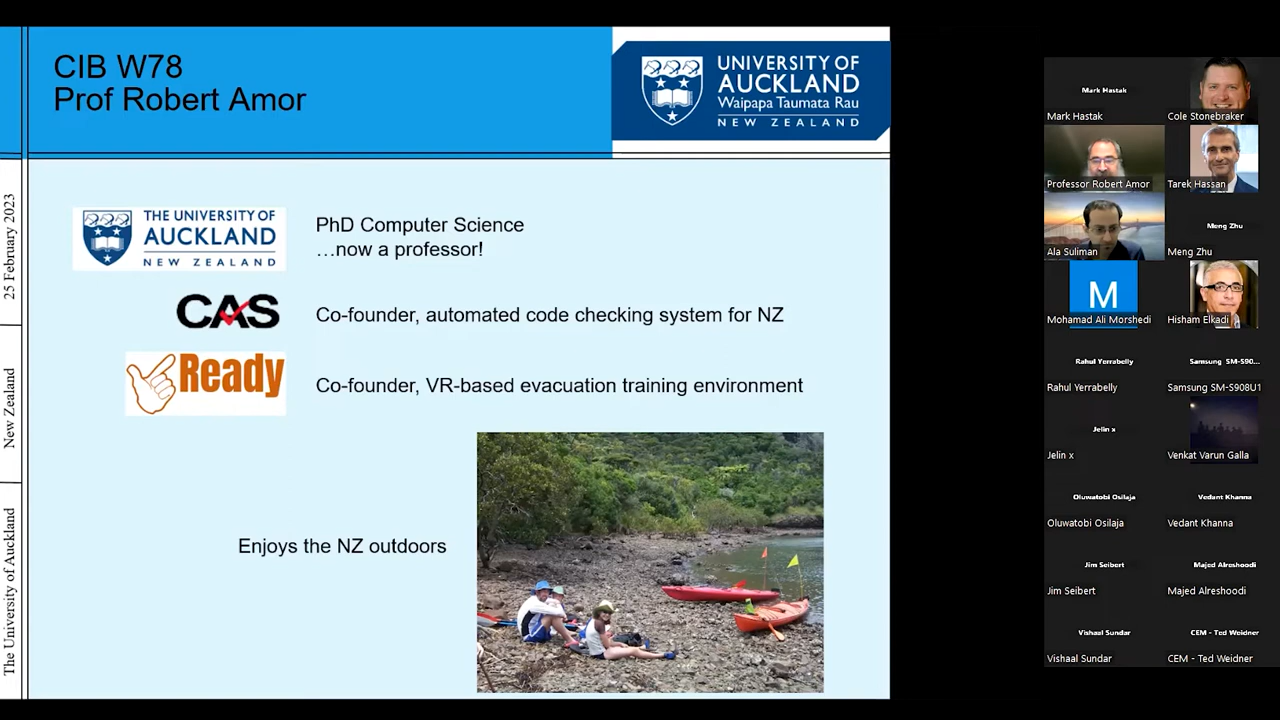 CIB W78
Prof Robert Amor
UNIVERSITY OF
AUCKLAND
Waipapa Taumata Rau
NEW ZEALAND
25 February 2023
New Zealand
The University of Auckland
THE UNIVERSITY OF
AUCKLAND
NEW ZEALAND
PhD Computer Science
...now a professor!
CAS
Co-founder, automated code checking system for NZ
Ready
Co-founder, VR-based evacuation training environment
Enjoys the NZ outdoors
Mark Hastak
Mark Hastak
Cole Stonebraker
Professor Robert Amor
Tarek Hassan
Ala Suliman
Meng Zhu
Meng Zhu
M
Mohamad Ali Morshedi
Hisham Elkadi
Rahul Yerrabelly
Samsung SM-S90...
Rahul Yerrabelly
Samsung SM-S908U1
Jelin x
Jelin x
Venkat Varun Galla
Oluwatobi Osilaja
Vedant Khanna
Oluwatobi Osilaja
Vedant Khanna
Jim Seibert
Majed Alreshoodi
Jim Seibert
Majed Alreshoodi
Vishaal Sundar
CEM - Ted Weidner
Vishaal Sundar
CEM - Ted Weidner